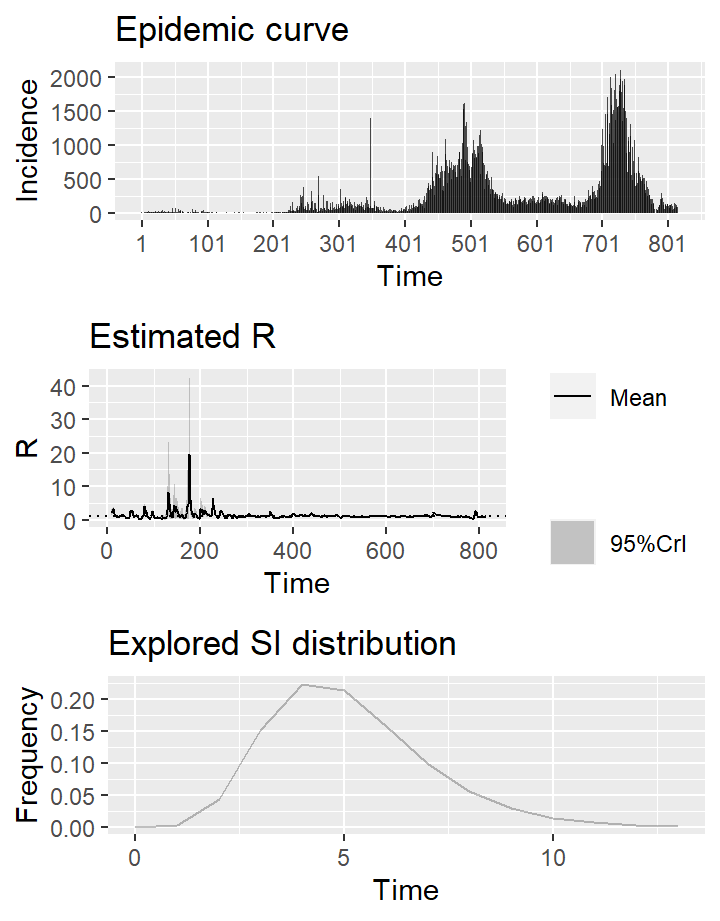 Epidemic curve
Incidence
2000
1500
1000
500
0
1 101 201 301 401 501 601 701 801
Time
Estimated R
R
40
30
20
10
0
0 200 400 600 800
Time
Mean
95%CrI
Explored SI distribution
Frequency
0.20
0.15
0.10
0.05
0.00
0 5 10
Time